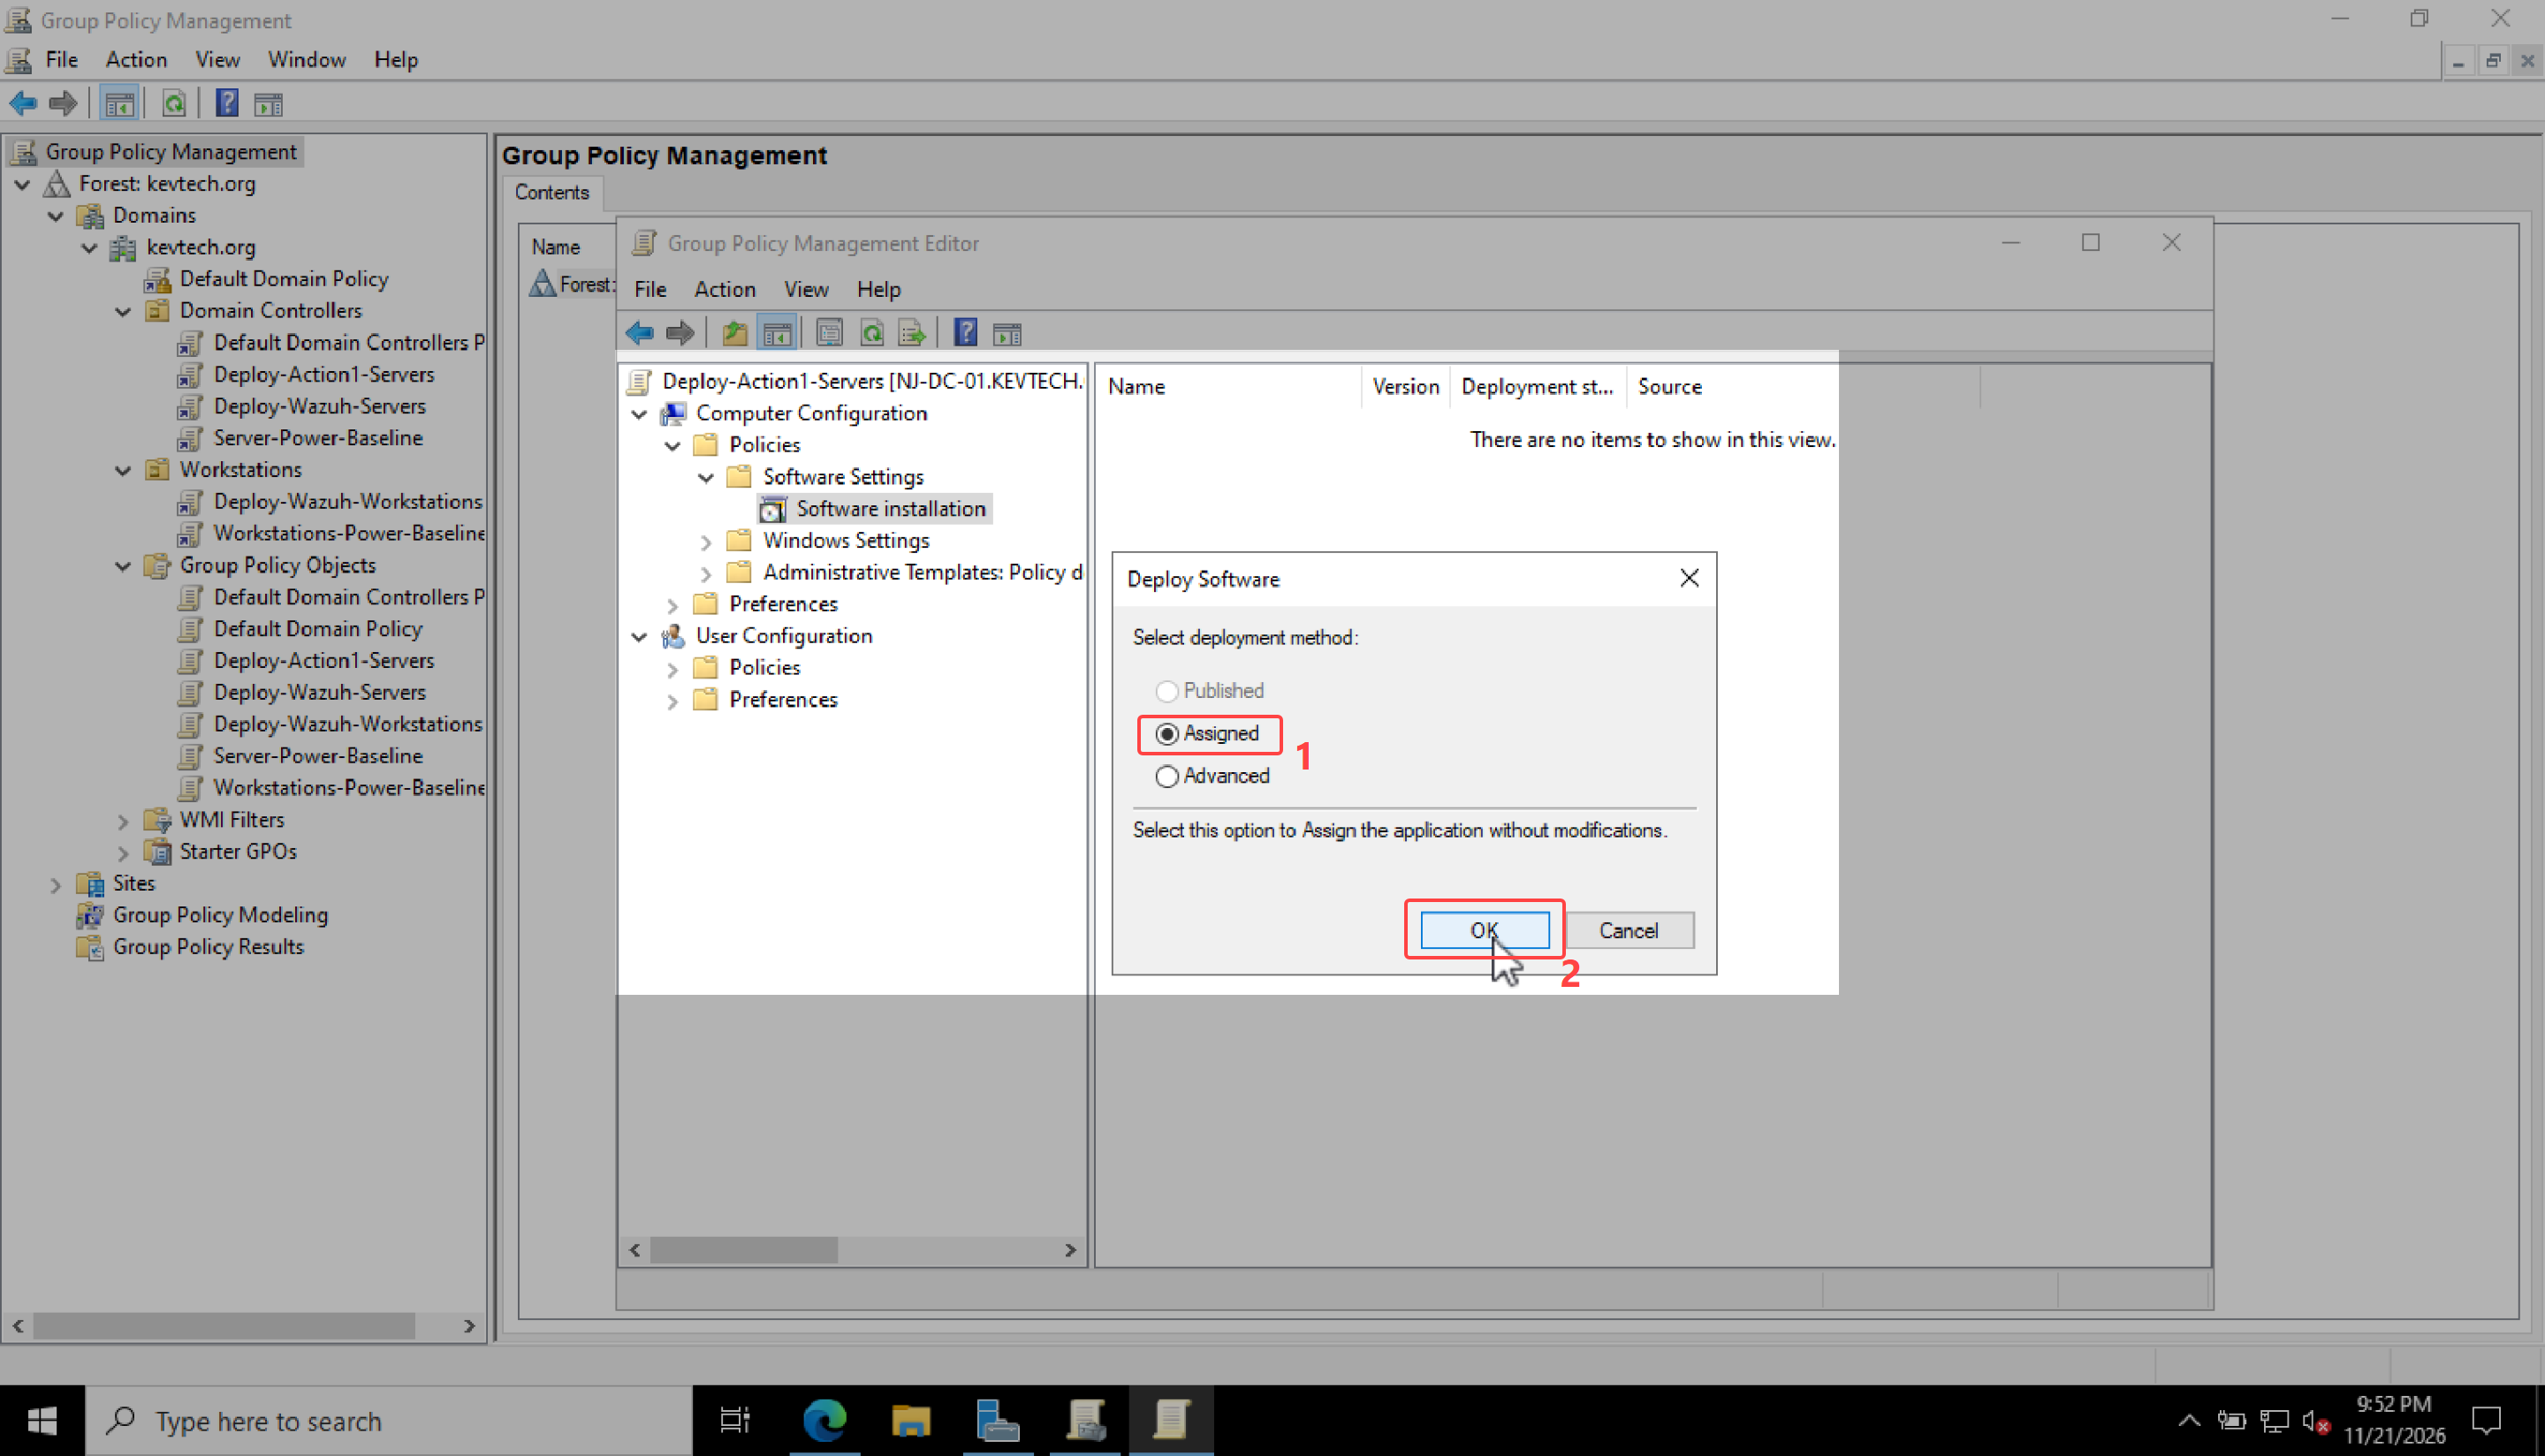 Group Policy Management
File Action View Window Help
Group Policy Management
Forest: kevtech.org
Domains
kevtech.org
Default Domain Policy
Domain Controllers
Default Domain Controllers P
Deploy-Action1-Servers
Deploy-Wazuh-Servers
Server-Power-Baseline
Workstations
Deploy-Wazuh-Workstations
Workstations-Power-Baseline
Group Policy Objects
Default Domain Controllers P
Default Domain Policy
Deploy-Action1-Servers
Deploy-Wazuh-Servers
Deploy-Wazuh-Workstations
Server-Power-Baseline
Workstations-Power-Baseline
WMI Filters
Starter GPOs
Sites
Group Policy Modeling
Group Policy Results
Group Policy Management
Contents
Name
Forest:
Group Policy Management Editor
File Action View Help
Deploy-Action1-Servers [NJ-DC-01.KEVTECH.
Computer Configuration
Policies
Software Settings
Software installation
Windows Settings
Administrative Templates: Policy d
Preferences
User Configuration
Policies
Preferences
Name Version Deployment st... Source
There are no items to show in this view.
Deploy Software
Select deployment method:
Published
Assigned
1
Advanced
Select this option to Assign the application without modifications.
OK Cancel
2
Type here to search
9:52 PM
11/21/2026